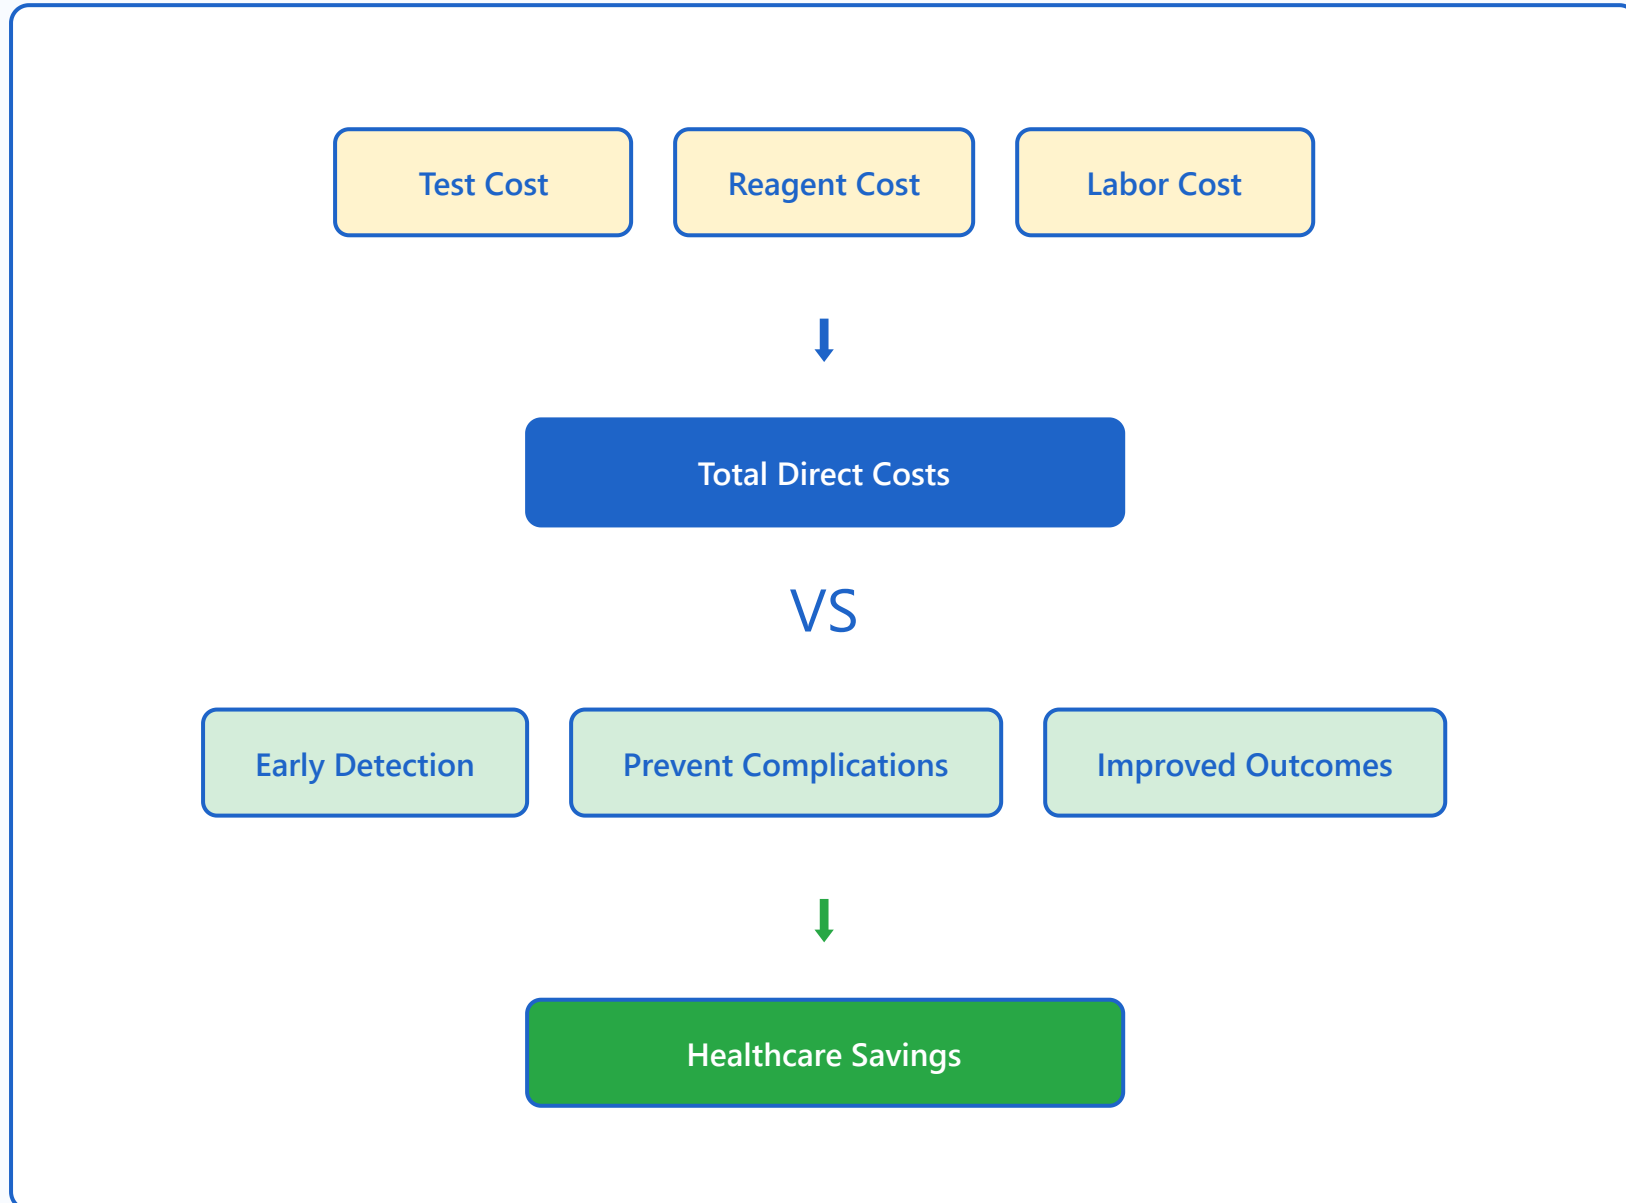 Test Cost
Reagent Cost
Labor Cost
Total Direct Costs
VS
Early Detection
Prevent Complications
Improved Outcomes
Healthcare Savings